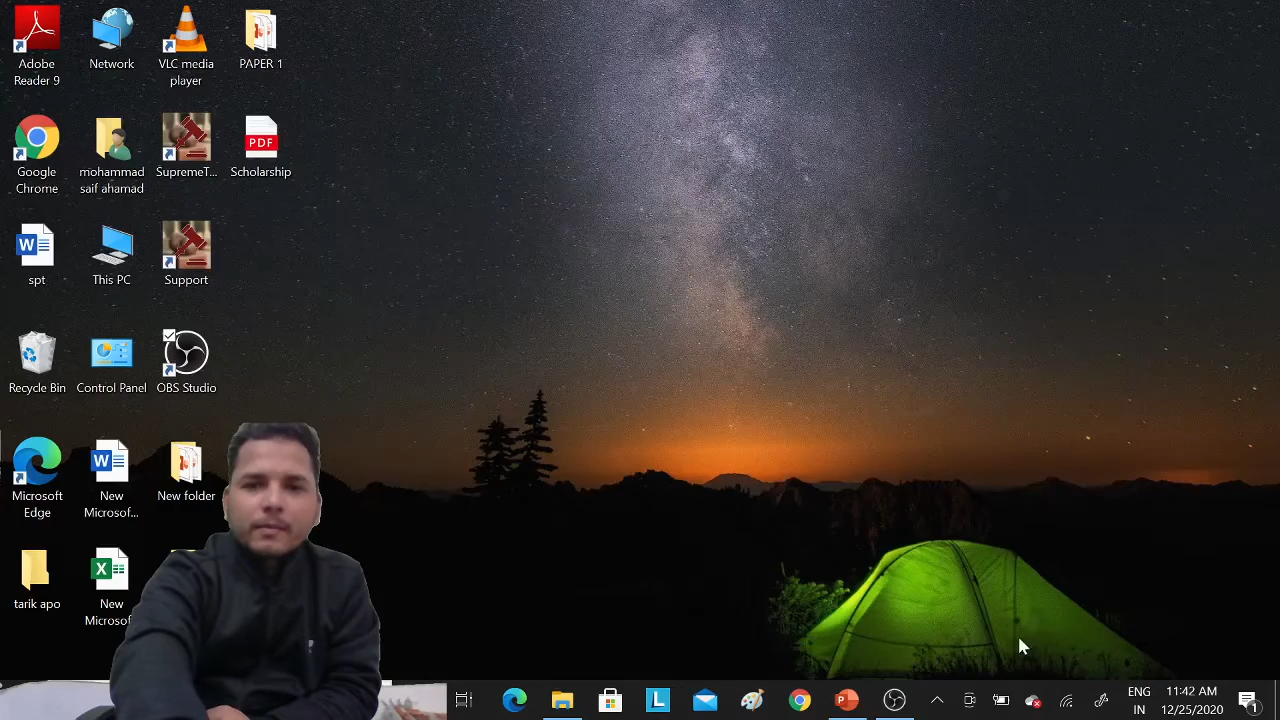 Adobe
Reader 9
Network
VLC media
player
PAPER 1
Google
Chrome
mohammad
saif ahamad
SupremeT...
PDF
Scholarship
W
spt
This PC
Support
Recycle Bin
Control Panel
OBS Studio
Microsoft
Edge
W
New
Microsof...
New folder
tarik apo
X
New
Microsof
L
P
ENG
IN
11:42 AM
12/25/2020
1